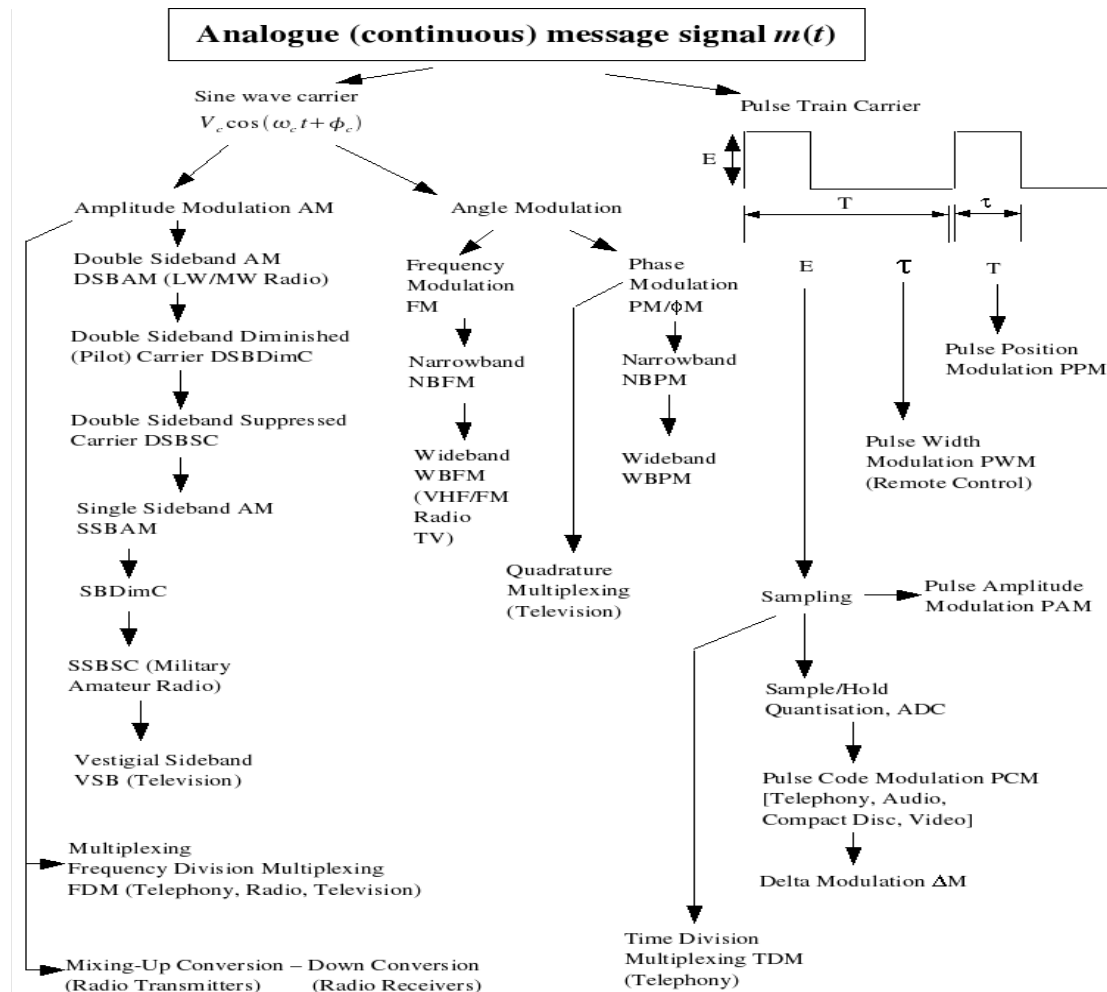 Analogue (continuous) message signal m(t)
Sine wave carrier
V_c cos(ω_c t+ϕ_c)
Pulse Train Carrier
E
T
τ
Amplitude Modulation AM
Angle Modulation
Double Sideband AM
DSBAM (LW/MW Radio)
Double Sideband Diminished
(Pilot) Carrier DSBDimC
Double Sideband Suppressed
Carrier DSBSC
Single Sideband AM
SSBAM
SBDimC
SSBSC (Military
Amateur Radio)
Vestigial Sideband
VSB (Television)
Multiplexing
Frequency Division Multiplexing
FDM (Telephony, Radio, Television)
Mixing-Up Conversion – Down Conversion
(Radio Transmitters) (Radio Receivers)
Frequency
Modulation
FM
Narrowband
NBFM
Wideband
WBFM
(VHF/FM
Radio
TV)
Phase
Modulation
PM/ϕM
Narrowband
NBPM
Wideband
WBPM
Quadrature
Multiplexing
(Television)
E
τ
T
Pulse Position
Modulation PPM
Pulse Width
Modulation PWM
(Remote Control)
Sampling
Pulse Amplitude
Modulation PAM
Sample/Hold
Quantisation, ADC
Pulse Code Modulation PCM
[Telephony, Audio,
Compact Disc, Video]
Delta Modulation ΔM
Time Division
Multiplexing TDM
(Telephony)